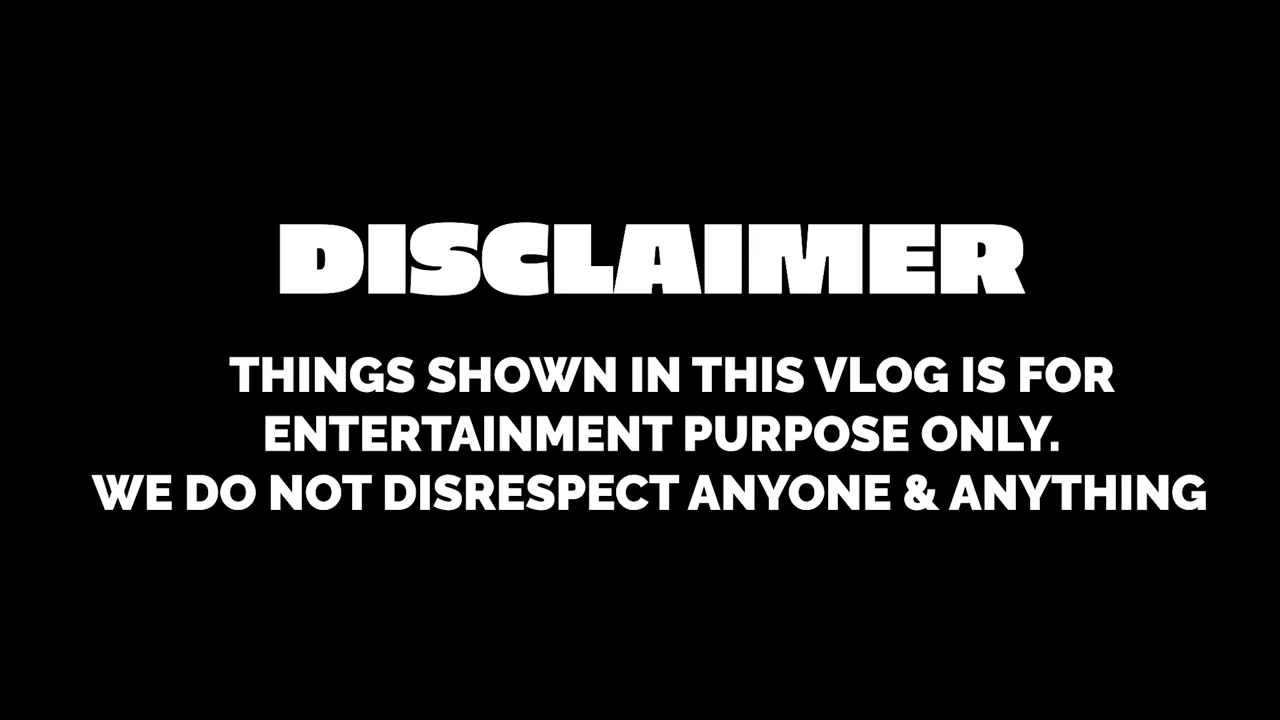 DISCLAIMER
THINGS SHOWN IN THIS VLOG IS FOR
ENTERTAINMENT PURPOSE ONLY.
WE DO NOT DISRESPECT ANYONE & ANYTHING